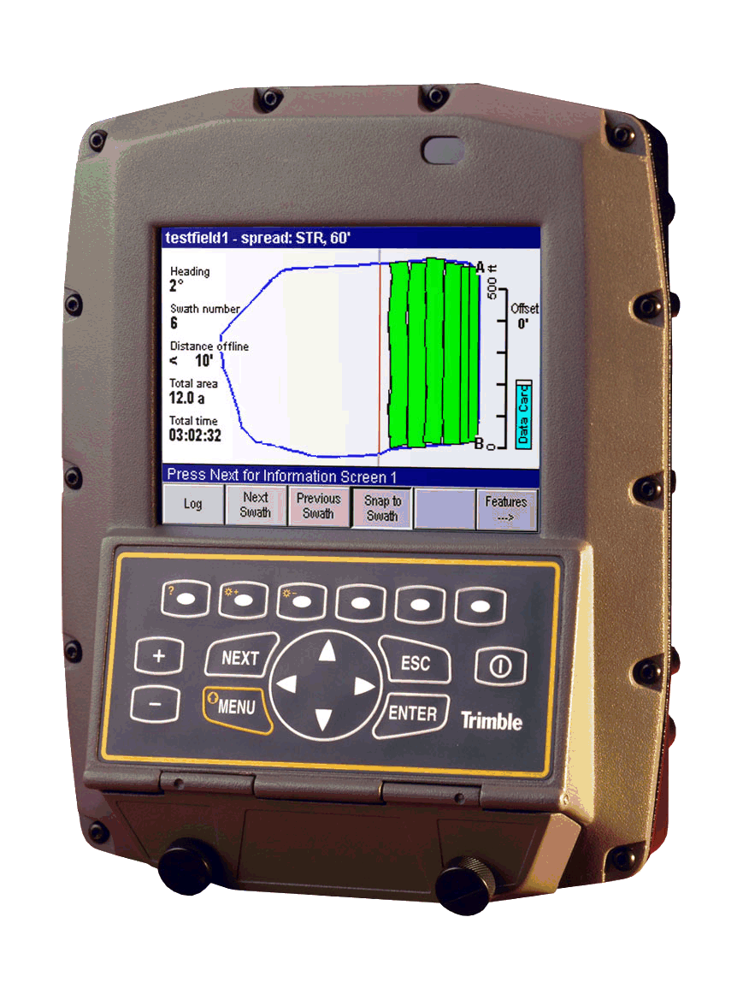 testfield1 - spread: STR, 60'
Heading
2°
Swath number
6
Distance offline
< 10'
Total area
12.0 a
Total time
03:02:32
A
B
500 ft
0
Offset
0'
Data Card
Press Next for Information Screen 1
Log
Next
Swath
Previous
Swath
Snap to
Swath
Features
--->
?
+
-
+
-
NEXT
MENU
ESC
ENTER
Trimble